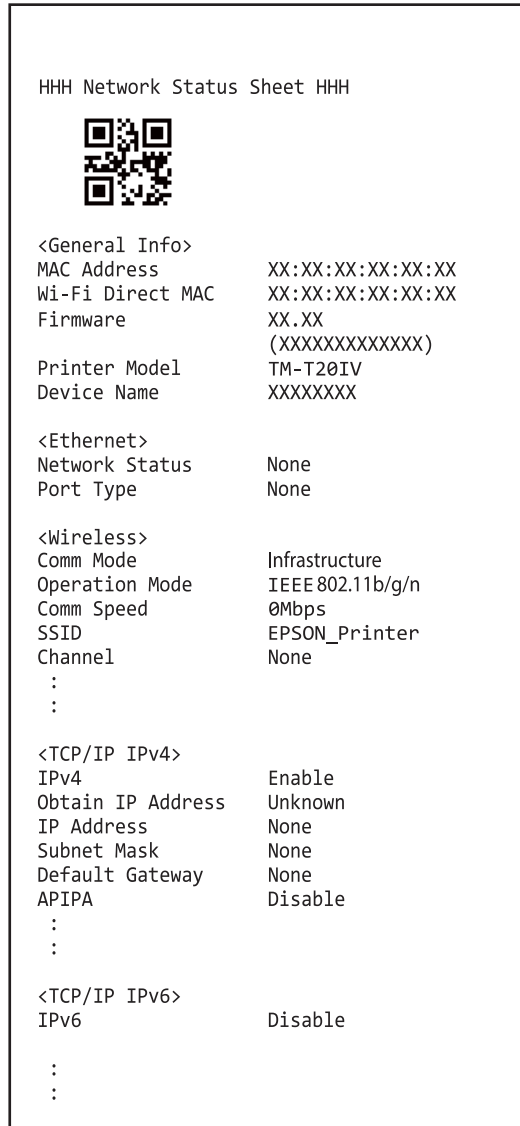 HHH Network Status Sheet HHH
<General Info>
MAC Address XX:XX:XX:XX:XX:XX
Wi-Fi Direct MAC XX:XX:XX:XX:XX:XX
Firmware XX.XX
(XXXXXXXXXXXXX)
Printer Model TM-T20IV
Device Name XXXXXXXX
<Ethernet>
Network Status None
Port Type None
<Wireless>
Comm Mode Infrastructure
Operation Mode IEEE 802.11b/g/n
Comm Speed 0Mbps
SSID EPSON_Printer
Channel None
:
:
<TCP/IP IPv4>
IPv4 Enable
Obtain IP Address Unknown
IP Address None
Subnet Mask None
Default Gateway None
APIPA Disable
:
:
<TCP/IP IPv6>
IPv6 Disable
:
: